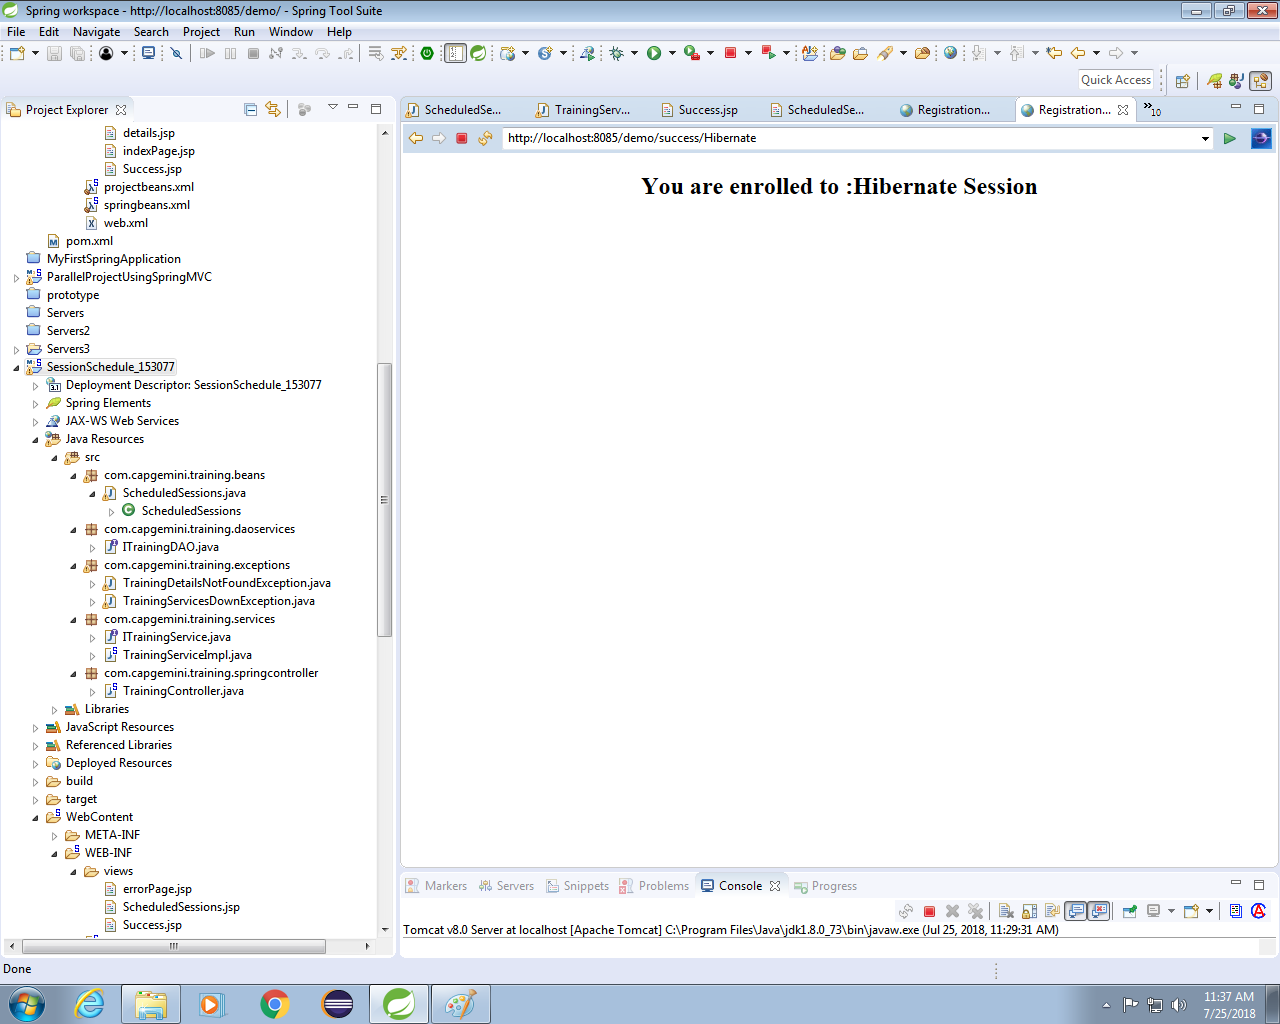 Spring workspace - http://localhost:8085/demo/ - Spring Tool Suite
File Edit Navigate Search Project Run Window Help
Quick Access
Project Explorer
details.jsp
indexPage.jsp
Success.jsp
projectbeans.xml
springbeans.xml
web.xml
pom.xml
MyFirstSpringApplication
ParallelProjectUsingSpringMVC
prototype
Servers
Servers2
Servers3
SessionSchedule_153077
Deployment Descriptor: SessionSchedule_153077
Spring Elements
JAX-WS Web Services
Java Resources
src
com.capgemini.training.beans
ScheduledSessions.java
ScheduledSessions
com.capgemini.training.daoservices
ITrainingDAO.java
com.capgemini.training.exceptions
TrainingDetailsNotFoundException.java
TrainingServicesDownException.java
com.capgemini.training.services
ITrainingService.java
TrainingServiceImpl.java
com.capgemini.training.springcontroller
TrainingController.java
Libraries
JavaScript Resources
Referenced Libraries
Deployed Resources
build
target
WebContent
META-INF
WEB-INF
views
errorPage.jsp
ScheduledSessions.jsp
Success.jsp
ScheduledSe... TrainingServ... Success.jsp ScheduledSe... Registration... Registration... »10
http://localhost:8085/demo/success/Hibernate
You are enrolled to :Hibernate Session
Markers Servers Snippets Problems Console Progress
Tomcat v8.0 Server at localhost [Apache Tomcat] C:\Program Files\Java\jdk1.8.0_73\bin\javaw.exe (Jul 25, 2018, 11:29:31 AM)
Done
11:37 AM
7/25/2018